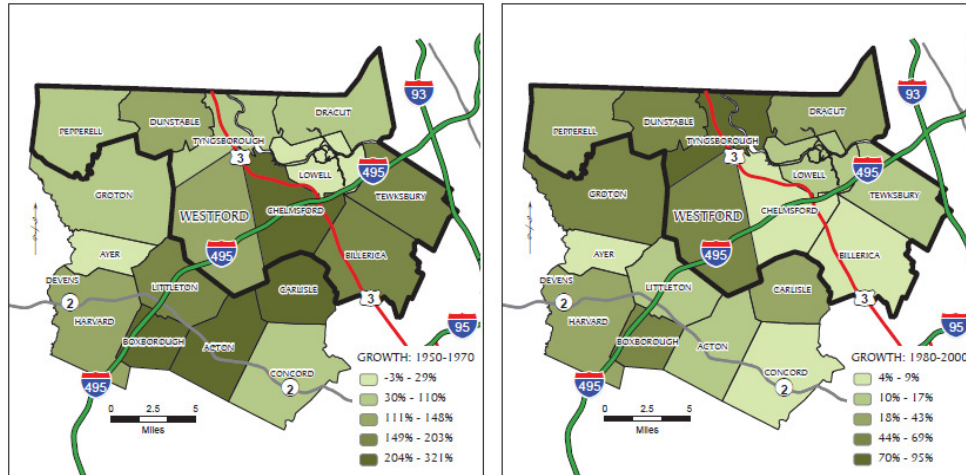 93
PEPPERELL
DUNSTABLE
DRACUT
TYNGSBOROUGH
3
LOWELL
495
GROTON
TEWKSBURY
WESTFORD
CHELMSFORD
495
BILLERICA
AYER
DEVENS
LITTLETON
CARLISLE
2
3
HARVARD
BOXBOROUGH
ACTON
95
CONCORD
2
495
0 2.5 5
Miles
GROWTH: 1950-1970
-3% - 29%
30% - 110%
111% - 148%
149% - 203%
204% - 321%
93
PEPPERELL
DUNSTABLE
DRACUT
TYNGSBOROUGH
3
LOWELL
495
GROTON
TEWKSBURY
WESTFORD
CHELMSFORD
495
BILLERICA
AYER
DEVENS
LITTLETON
CARLISLE
2
3
HARVARD
BOXBOROUGH
ACTON
95
CONCORD
2
495
0 2.5 5
Miles
GROWTH: 1980-2000
4% - 9%
10% - 17%
18% - 43%
44% - 69%
70% - 95%